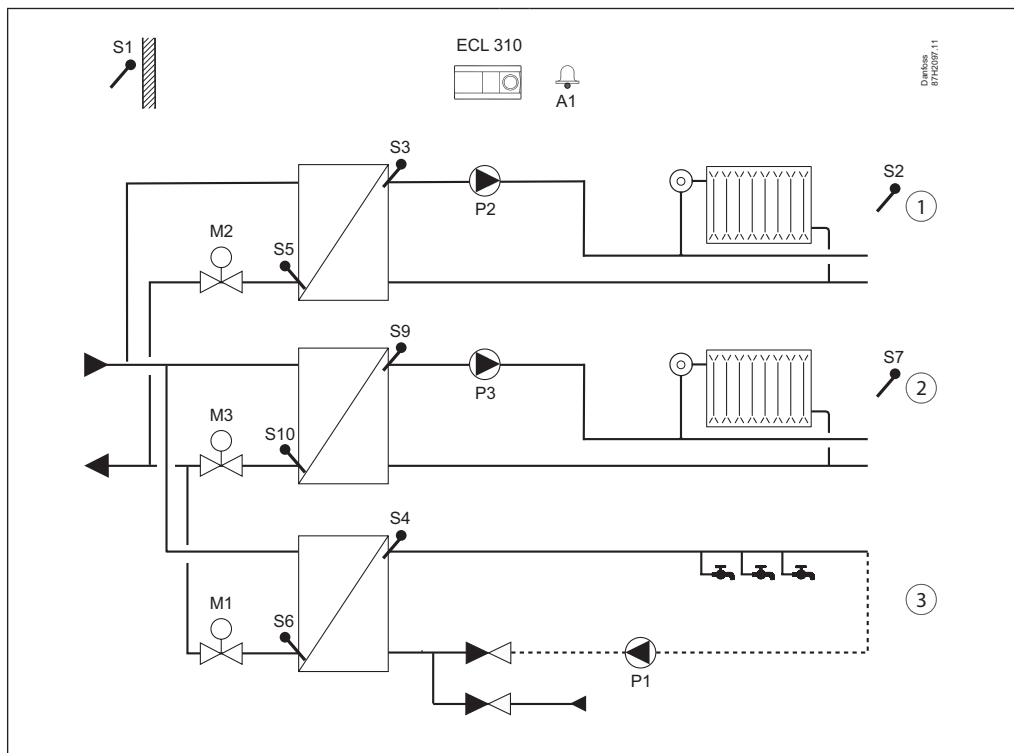 S1
ECL 310
A1
Danfoss
87H2097.11
S3
P2
S2
1
M2
S5
S9
P3
S7
2
M3
S10
S4
M1
S6
3
P1